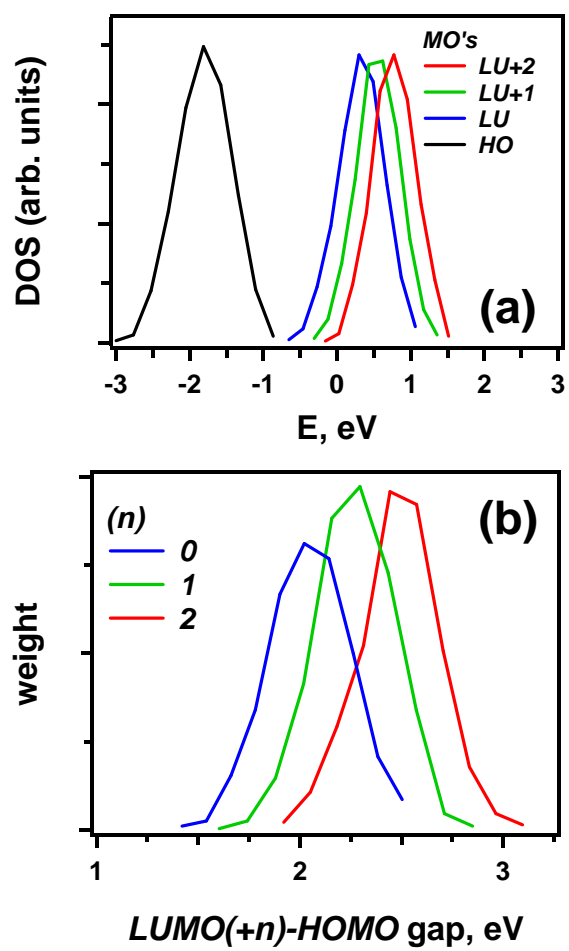 DOS (arb. units)
MO's
LU+2
LU+1
LU
HO
(a)
-3 -2 -1 0 1 2 3
E, eV
weight
(n)
0
1
2
(b)
1 2 3
LUMO(+n)-HOMO gap, eV